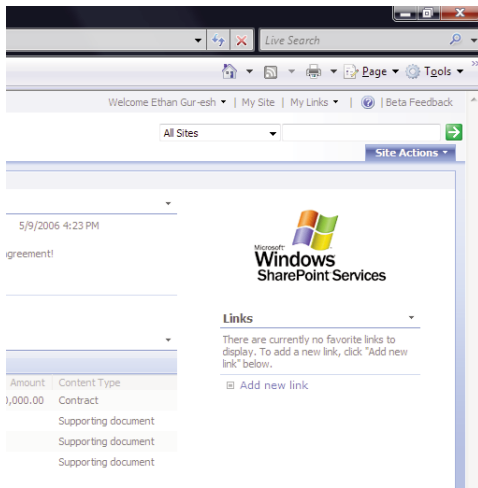 Live Search
Page Tools
Welcome Ethan Gur-esh | My Site | My Links | | Beta Feedback
All Sites
Site Actions
5/9/2006 4:23 PM
agreement!
Microsoft
Windows
SharePoint Services
Links
There are currently no favorite links to
display. To add a new link, click "Add new
link" below.
Add new link
Amount Content Type
0,000.00 Contract
Supporting document
Supporting document
Supporting document